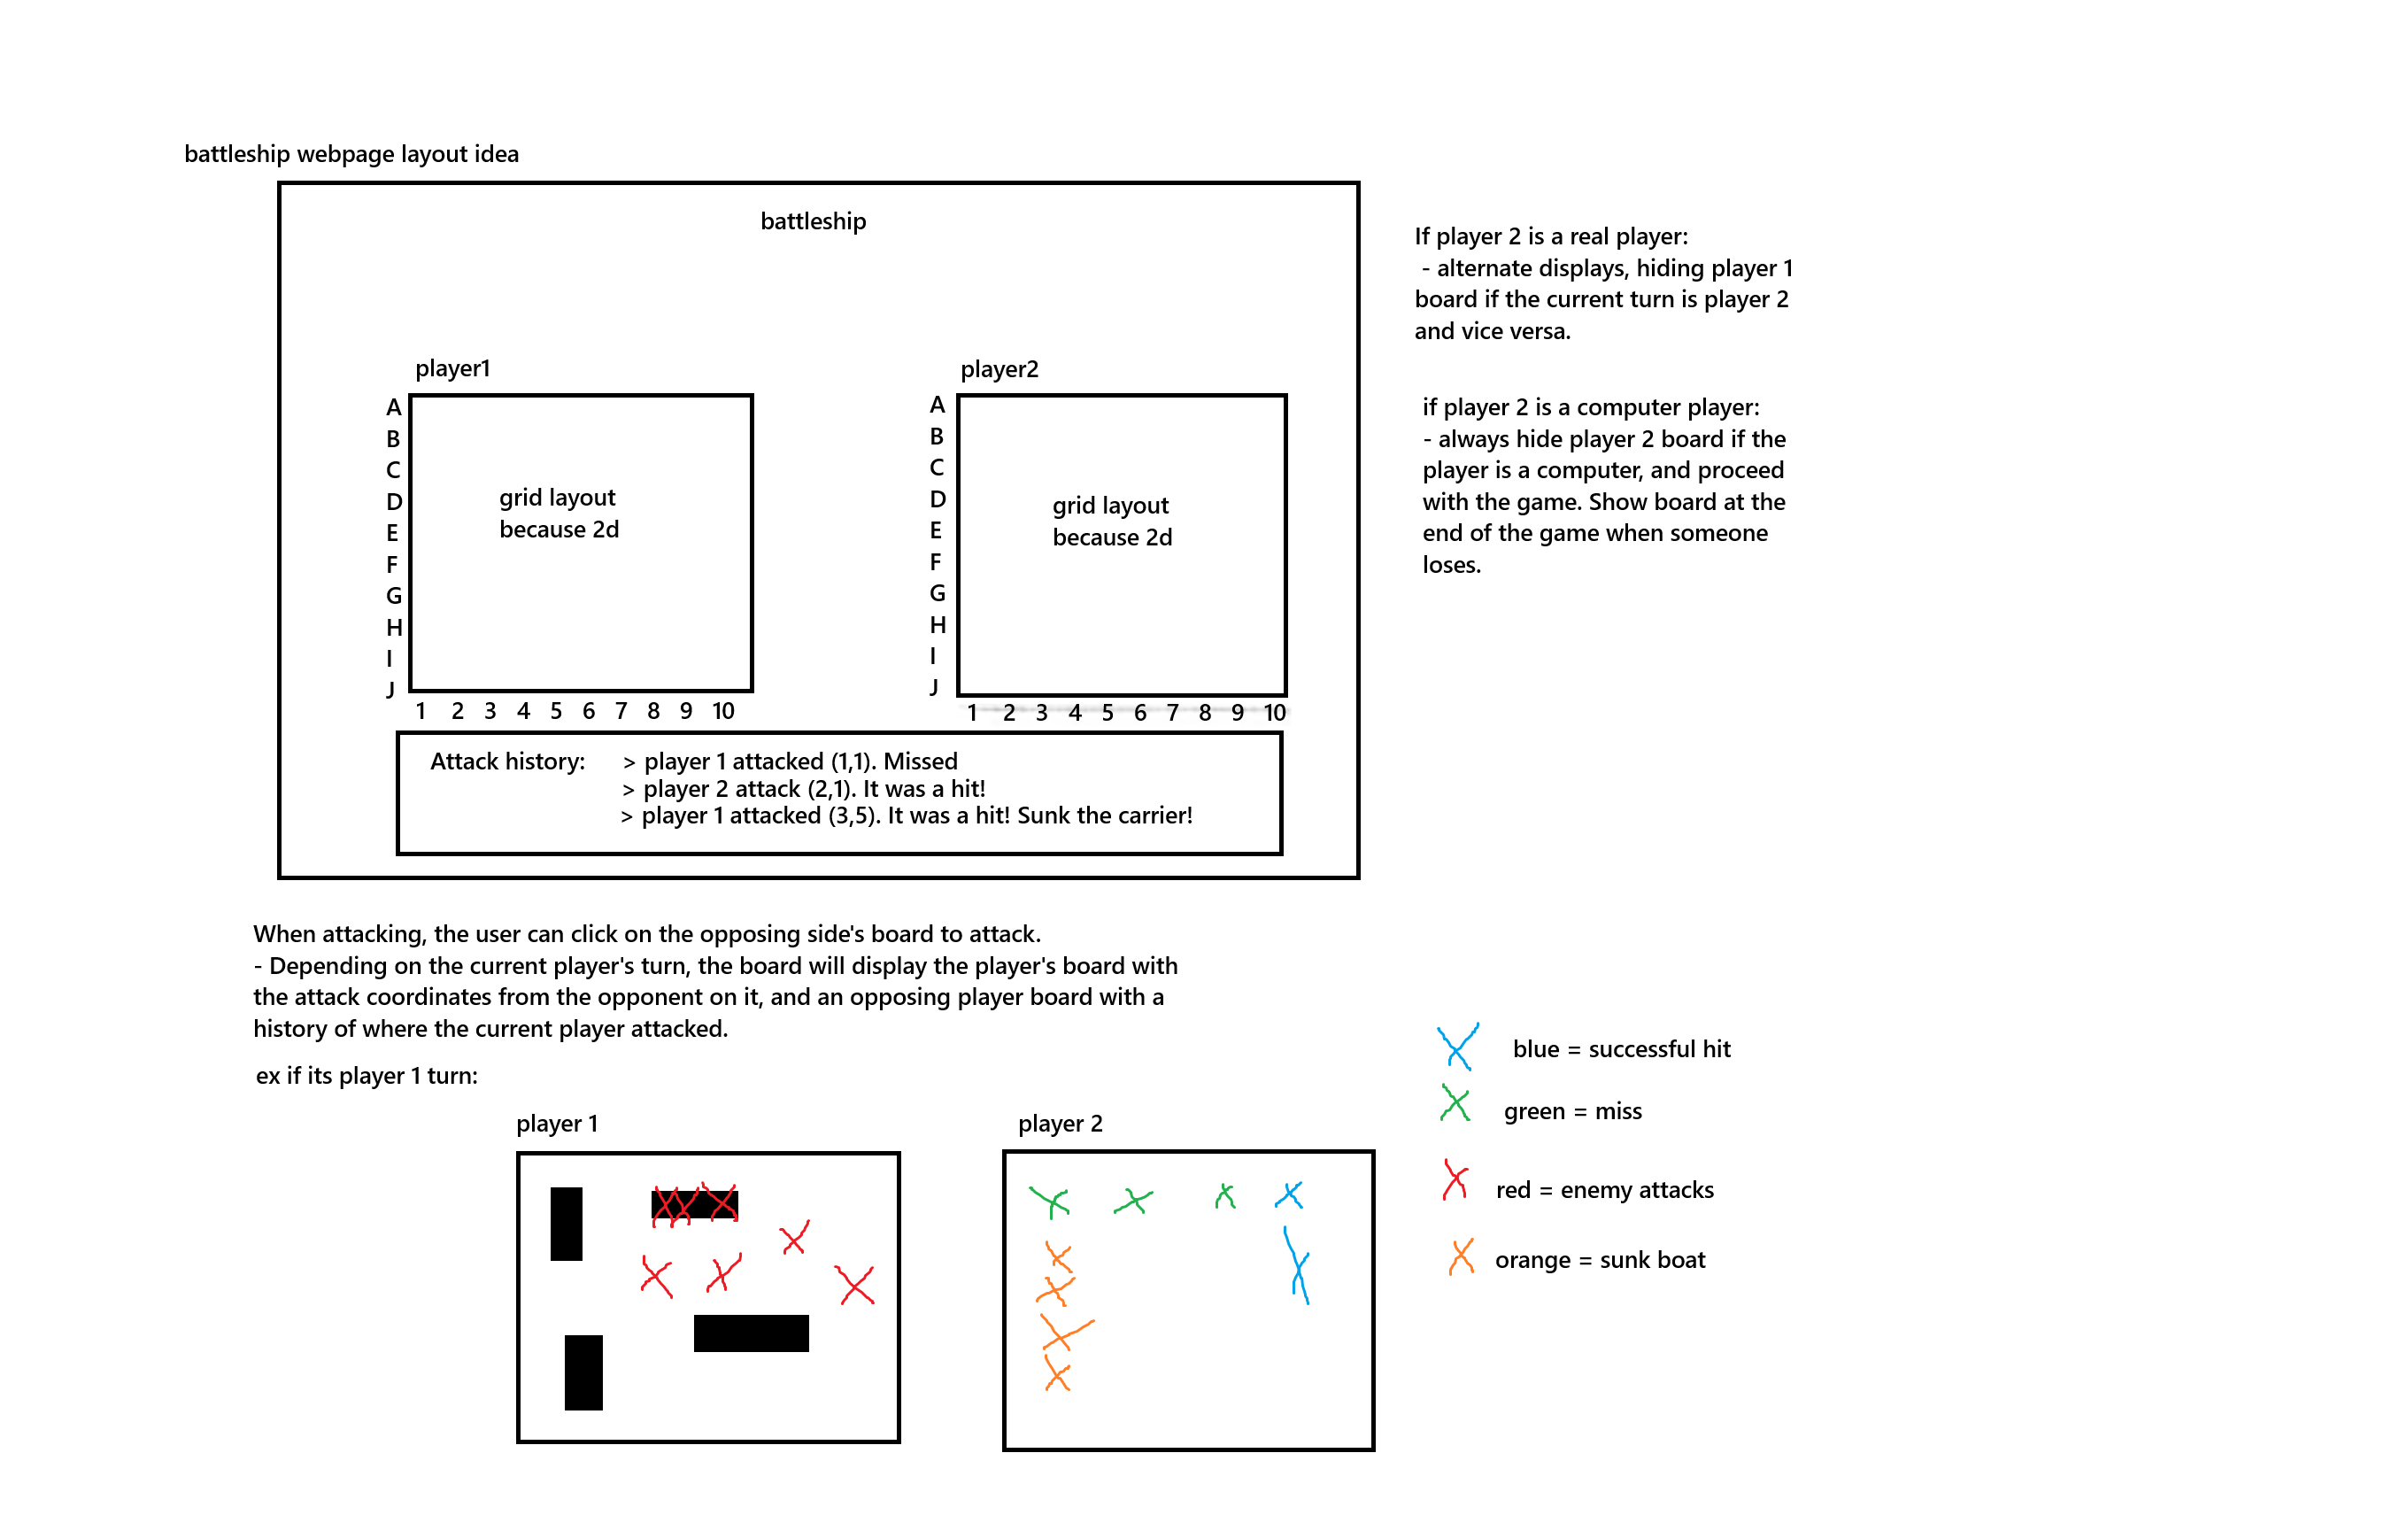 battleship webpage layout idea
battleship
If player 2 is a real player:
- alternate displays, hiding player 1
board if the current turn is player 2
and vice versa.
if player 2 is a computer player:
- always hide player 2 board if the
player is a computer, and proceed
with the game. Show board at the
end of the game when someone
loses.
player1
A
B
C
D
E
F
G
H
I
J
grid layout
because 2d
1 2 3 4 5 6 7 8 9 10
player2
A
B
C
D
E
F
G
H
I
J
grid layout
because 2d
1 2 3 4 5 6 7 8 9 10
Attack history: > player 1 attacked (1,1). Missed
> player 2 attack (2,1). It was a hit!
> player 1 attacked (3,5). It was a hit! Sunk the carrier!
When attacking, the user can click on the opposing side's board to attack.
- Depending on the current player's turn, the board will display the player's board with
the attack coordinates from the opponent on it, and an opposing player board with a
history of where the current player attacked.
ex if its player 1 turn:
player 1
player 2
blue = successful hit
green = miss
red = enemy attacks
orange = sunk boat